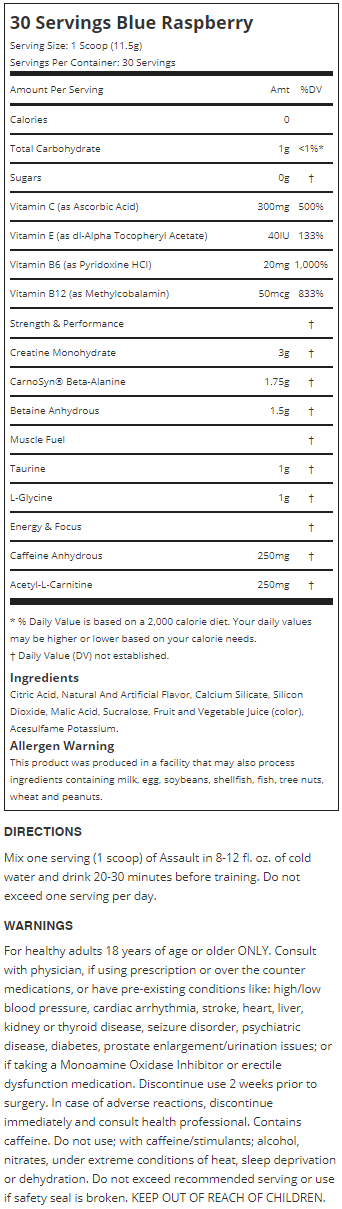 30 Servings Blue Raspberry
Serving Size: 1 Scoop (11.5g)
Servings Per Container: 30 Servings
Amount Per Serving Amt %DV
Calories 0
Total Carbohydrate 1g <1%*
Sugars 0g †
Vitamin C (as Ascorbic Acid) 300mg 500%
Vitamin E (as dl-Alpha Tocopheryl Acetate) 40IU 133%
Vitamin B6 (as Pyridoxine HCl) 20mg 1,000%
Vitamin B12 (as Methylcobalamin) 50mcg 833%
Strength & Performance †
Creatine Monohydrate 3g †
CarnoSyn® Beta-Alanine 1.75g †
Betaine Anhydrous 1.5g †
Muscle Fuel †
Taurine 1g †
L-Glycine 1g †
Energy & Focus †
Caffeine Anhydrous 250mg †
Acetyl-L-Carnitine 250mg †
* % Daily Value is based on a 2,000 calorie diet. Your daily values
may be higher or lower based on your calorie needs.
† Daily Value (DV) not established.
Ingredients
Citric Acid, Natural And Artificial Flavor, Calcium Silicate, Silicon
Dioxide, Malic Acid, Sucralose, Fruit and Vegetable Juice (color),
Acesulfame Potassium.
Allergen Warning
This product was produced in a facility that may also process
ingredients containing milk, egg, soybeans, shellfish, fish, tree nuts,
wheat and peanuts.
DIRECTIONS
Mix one serving (1 scoop) of Assault in 8-12 fl. oz. of cold
water and drink 20-30 minutes before training. Do not
exceed one serving per day.
WARNINGS
For healthy adults 18 years of age or older ONLY. Consult
with physician, if using prescription or over the counter
medications, or have pre-existing conditions like: high/low
blood pressure, cardiac arrhythmia, stroke, heart, liver,
kidney or thyroid disease, seizure disorder, psychiatric
disease, diabetes, prostate enlargement/urination issues; or
if taking a Monoamine Oxidase Inhibitor or erectile
dysfunction medication. Discontinue use 2 weeks prior to
surgery. In case of adverse reactions, discontinue
immediately and consult health professional. Contains
caffeine. Do not use; with caffeine/stimulants; alcohol,
nitrates, under extreme conditions of heat, sleep deprivation
or dehydration. Do not exceed recommended serving or use
if safety seal is broken. KEEP OUT OF REACH OF CHILDREN.